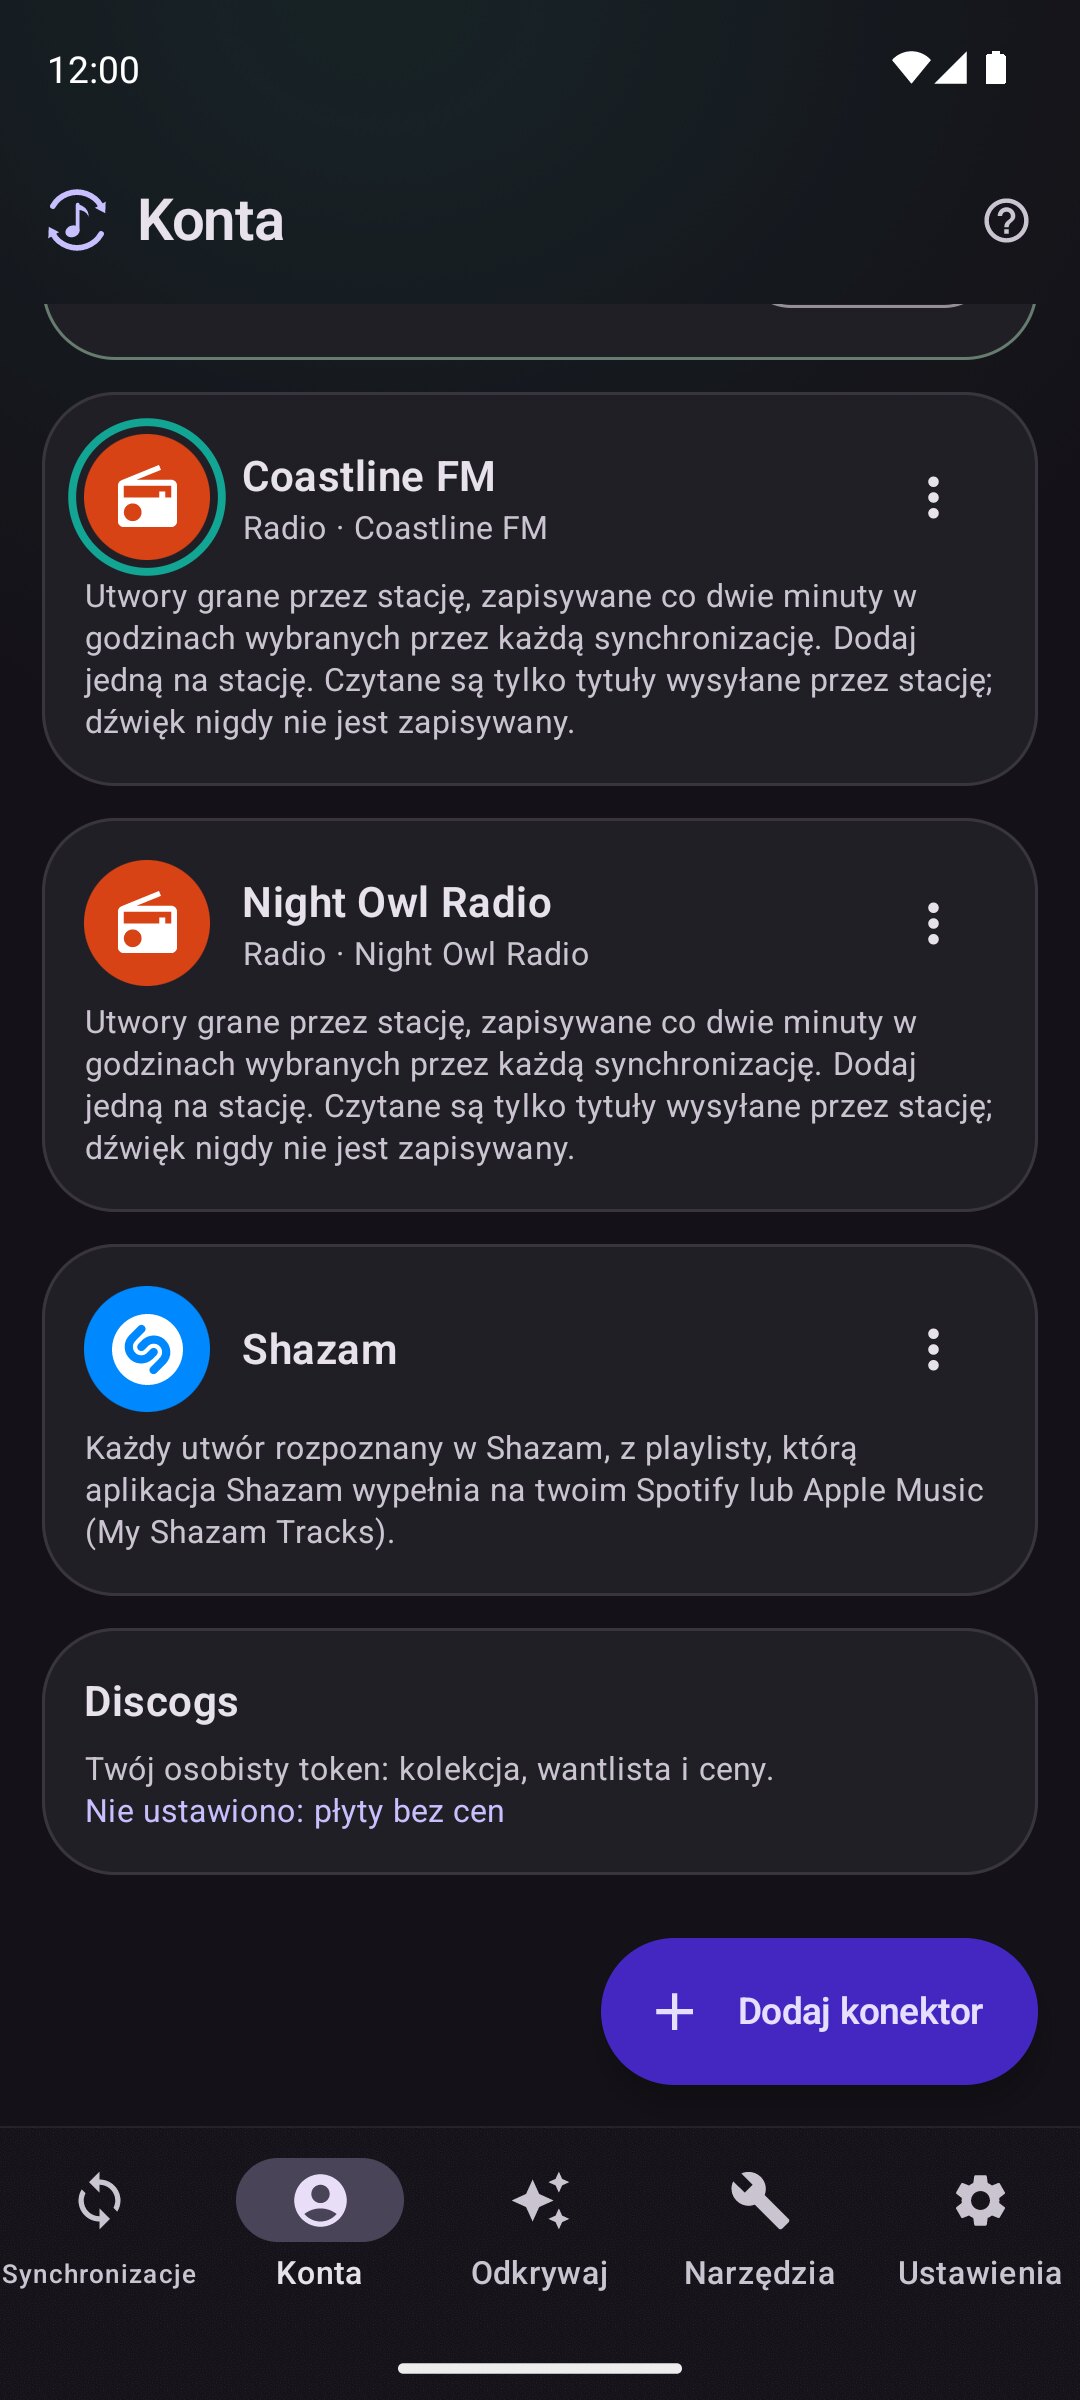 12:00
Konta
Coastline FM
Radio · Coastline FM
Utwory grane przez stację, zapisywane co dwie minuty w
godzinach wybranych przez każdą synchronizację. Dodaj
jedną na stację. Czytane są tylko tytuły wysyłane przez stację;
dźwięk nigdy nie jest zapisywany.
Night Owl Radio
Radio · Night Owl Radio
Utwory grane przez stację, zapisywane co dwie minuty w
godzinach wybranych przez każdą synchronizację. Dodaj
jedną na stację. Czytane są tylko tytuły wysyłane przez stację;
dźwięk nigdy nie jest zapisywany.
Shazam
Każdy utwór rozpoznany w Shazam, z playlisty, którą
aplikacja Shazam wypełnia na twoim Spotify lub Apple Music
(My Shazam Tracks).
Discogs
Twój osobisty token: kolekcja, wantlista i ceny.
Nie ustawiono: płyty bez cen
Dodaj konektor
Synchronizacje
Konta
Odkrywaj
Narzędzia
Ustawienia